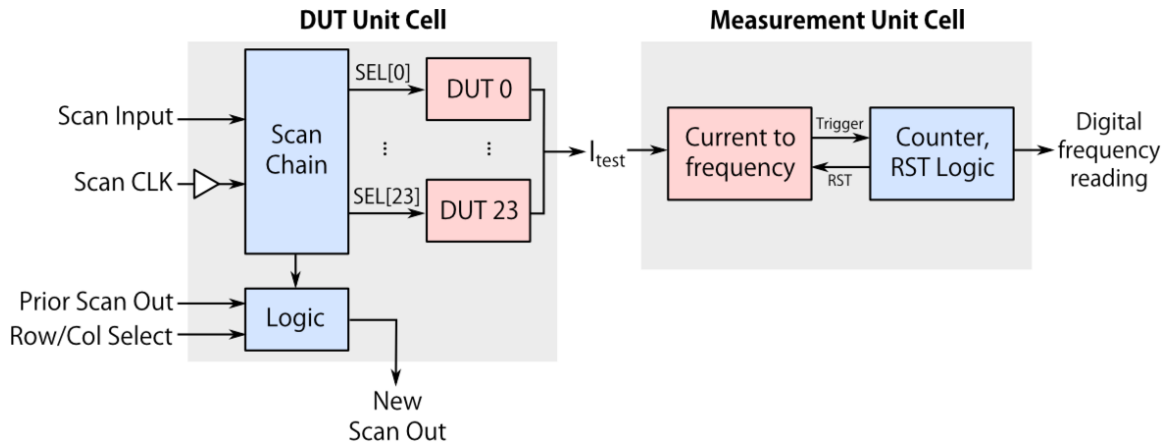 DUT Unit Cell
Measurement Unit Cell
Scan Input
Scan CLK
Scan
Chain
SEL[0]
DUT 0
...
...
SEL[23]
DUT 23
I_test
Current to
frequency
Trigger
RST
Counter,
RST Logic
Digital
frequency
reading
Prior Scan Out
Row/Col Select
Logic
New
Scan Out